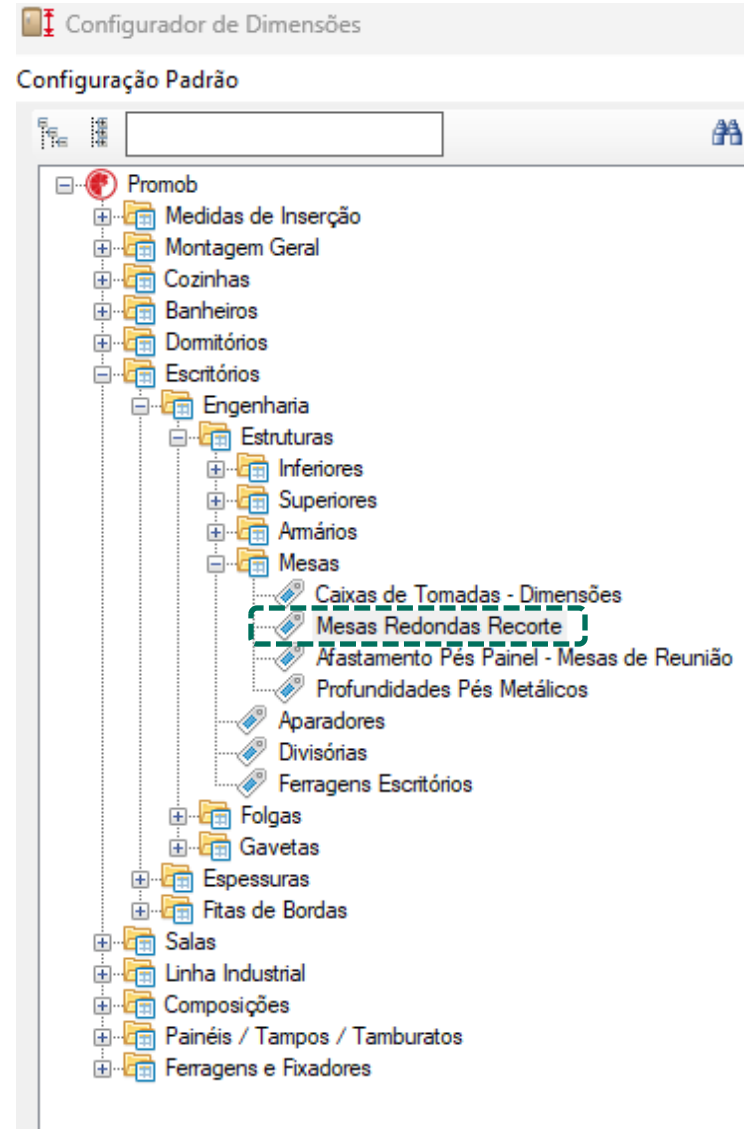 Configurador de Dimensões
Configuração Padrão
Promob
Medidas de Inserção
Montagem Geral
Cozinhas
Banheiros
Dormitórios
Escritórios
Engenharia
Estruturas
Inferiores
Superiores
Armários
Mesas
Caixas de Tomadas - Dimensões
Mesas Redondas Recorte
Afastamento Pés Painel - Mesas de Reunião
Profundidades Pés Metálicos
Aparadores
Divisórias
Ferragens Escritórios
Folgas
Gavetas
Espessuras
Fitas de Bordas
Salas
Linha Industrial
Composições
Painéis / Tampos / Tamburatos
Ferragens e Fixadores